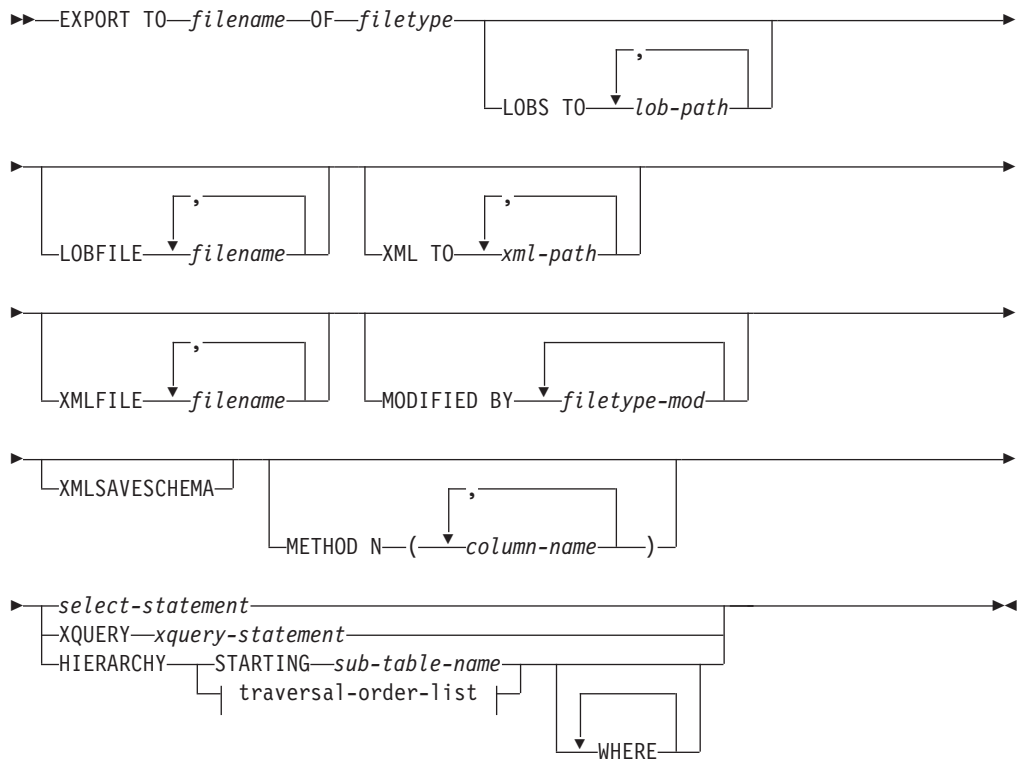 EXPORT TO filename OF filetype
,
LOBS TO lob-path
, ,
LOBFILE filename XML TO xml-path
,
XMLFILE filename MODIFIED BY filetype-mod
XMLSAVESCHEMA
,
METHOD N ( column-name )
select-statement
XQUERY xquery-statement
HIERARCHY STARTING sub-table-name
traversal-order-list
WHERE